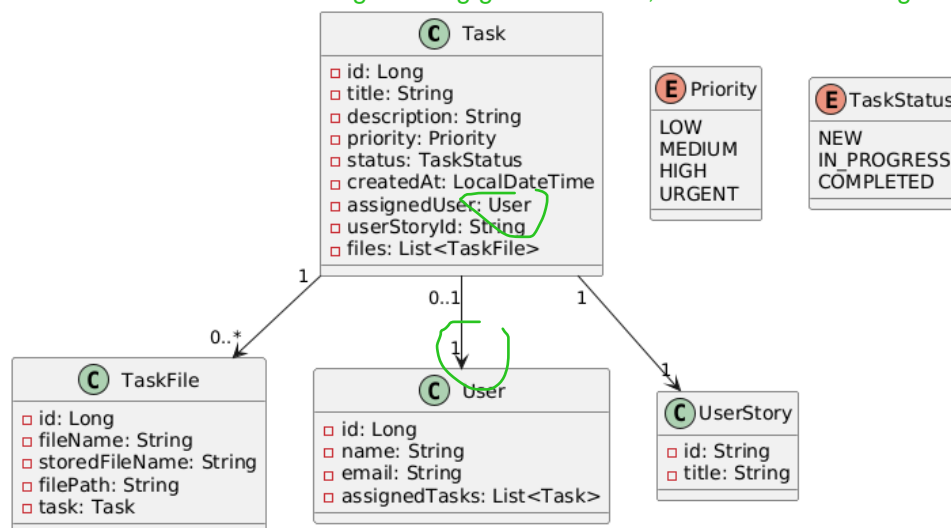 Task
id: Long
title: String
description: String
priority: Priority
status: TaskStatus
createdAt: LocalDateTime
assignedUser: User
userStoryId: String
files: List<TaskFile>
Priority
LOW
MEDIUM
HIGH
URGENT
TaskStatus
NEW
IN_PROGRESS
COMPLETED
1
0..*
0..1
1
1
1
TaskFile
id: Long
fileName: String
storedFileName: String
filePath: String
task: Task
User
id: Long
name: String
email: String
assignedTasks: List<Task>
UserStory
id: String
title: String